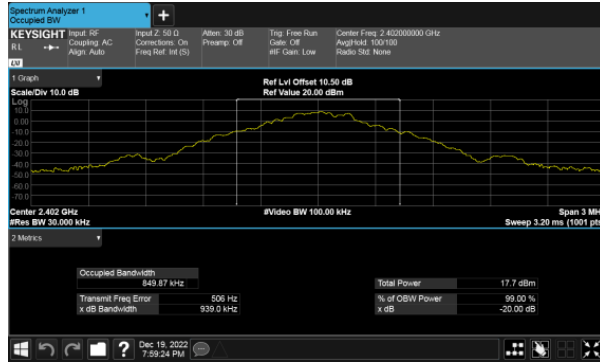 Spectrum Analyzer 1
Occupied BW
KEYSIGHT Input: RF Input Z: 50 Ω Atten: 30 dB Trig: Free Run Center Freq: 2.402000000 GHz
RL Coupling: AC Corrections: On Preamp: Off Gate: Off Avg|Hold: 100/100
Align: Auto Freq Ref: Int (S) #IF Gain: Low Radio Std: None
1 Graph
Ref Lvl Offset 10.50 dB
Scale/Div 10.0 dB Ref Value 20.00 dBm
Log
10.0
0.00
-10.0
-20.0
-30.0
-40.0
-50.0
-60.0
-70.0
Center 2.402 GHz #Video BW 100.00 kHz Span 3 MH
#Res BW 30.000 kHz Sweep 3.20 ms (1001 pts
2 Metrics
Occupied Bandwidth
849.87 kHz Total Power 17.7 dBm
Transmit Freq Error 506 Hz % of OBW Power 99.00 %
x dB Bandwidth 939.0 kHz x dB -20.00 dB
? Dec 19, 2022
7:59:24 PM